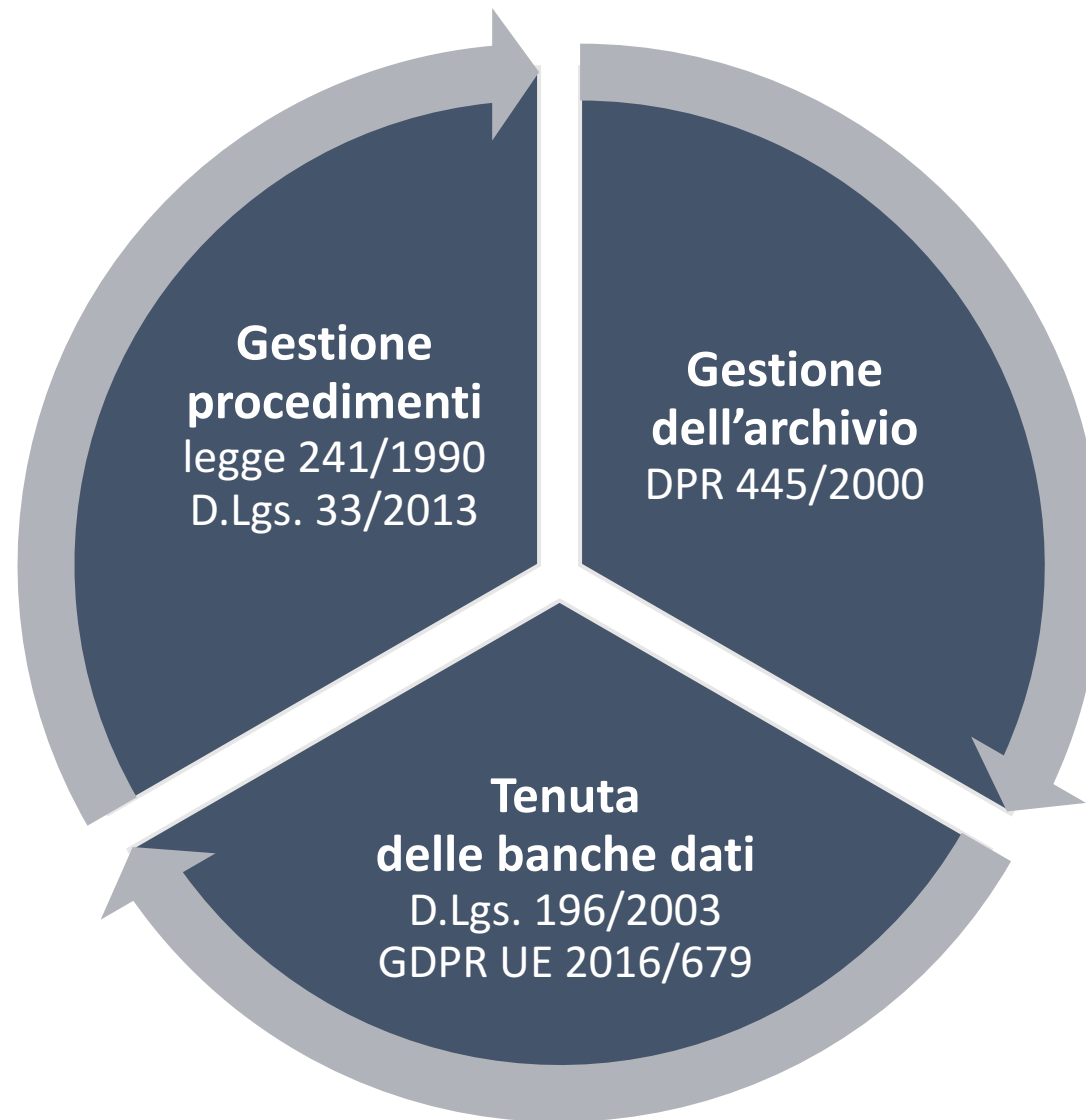 Gestione
procedimenti
legge 241/1990
D.Lgs. 33/2013
Gestione
dell’archivio
DPR 445/2000
Tenuta
delle banche dati
D.Lgs. 196/2003
GDPR UE 2016/679